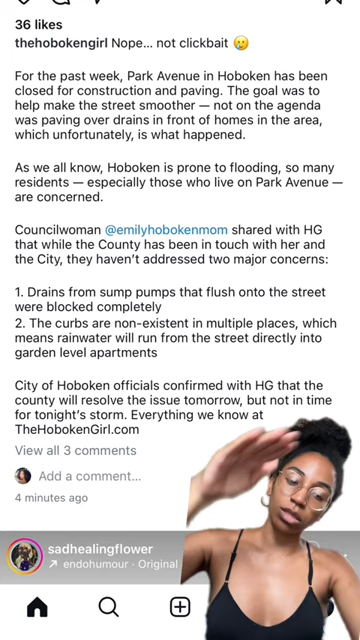 36 likes
thehobokengirl Nope... not clickbait 🥲
For the past week, Park Avenue in Hoboken has been
closed for construction and paving. The goal was to
help make the street smoother — not on the agenda
was paving over drains in front of homes in the area,
which unfortunately, is what happened.
As we all know, Hoboken is prone to flooding, so many
residents — especially those who live on Park Avenue —
are concerned.
Councilwoman @emilyhobokenmom shared with HG
that while the County has been in touch with her and
the City, they haven't addressed two major concerns:
1. Drains from sump pumps that flush onto the street
were blocked completely
2. The curbs are non-existent in multiple places, which
means rainwater will run from the street directly into
garden level apartments
City of Hoboken officials confirmed with HG that the
county will resolve the issue tomorrow, but not in time
for tonight's storm. Everything we know at
TheHobokenGirl.com
View all 3 comments
Add a comment...
4 minutes ago
sadhealingflower
endohumour · Original